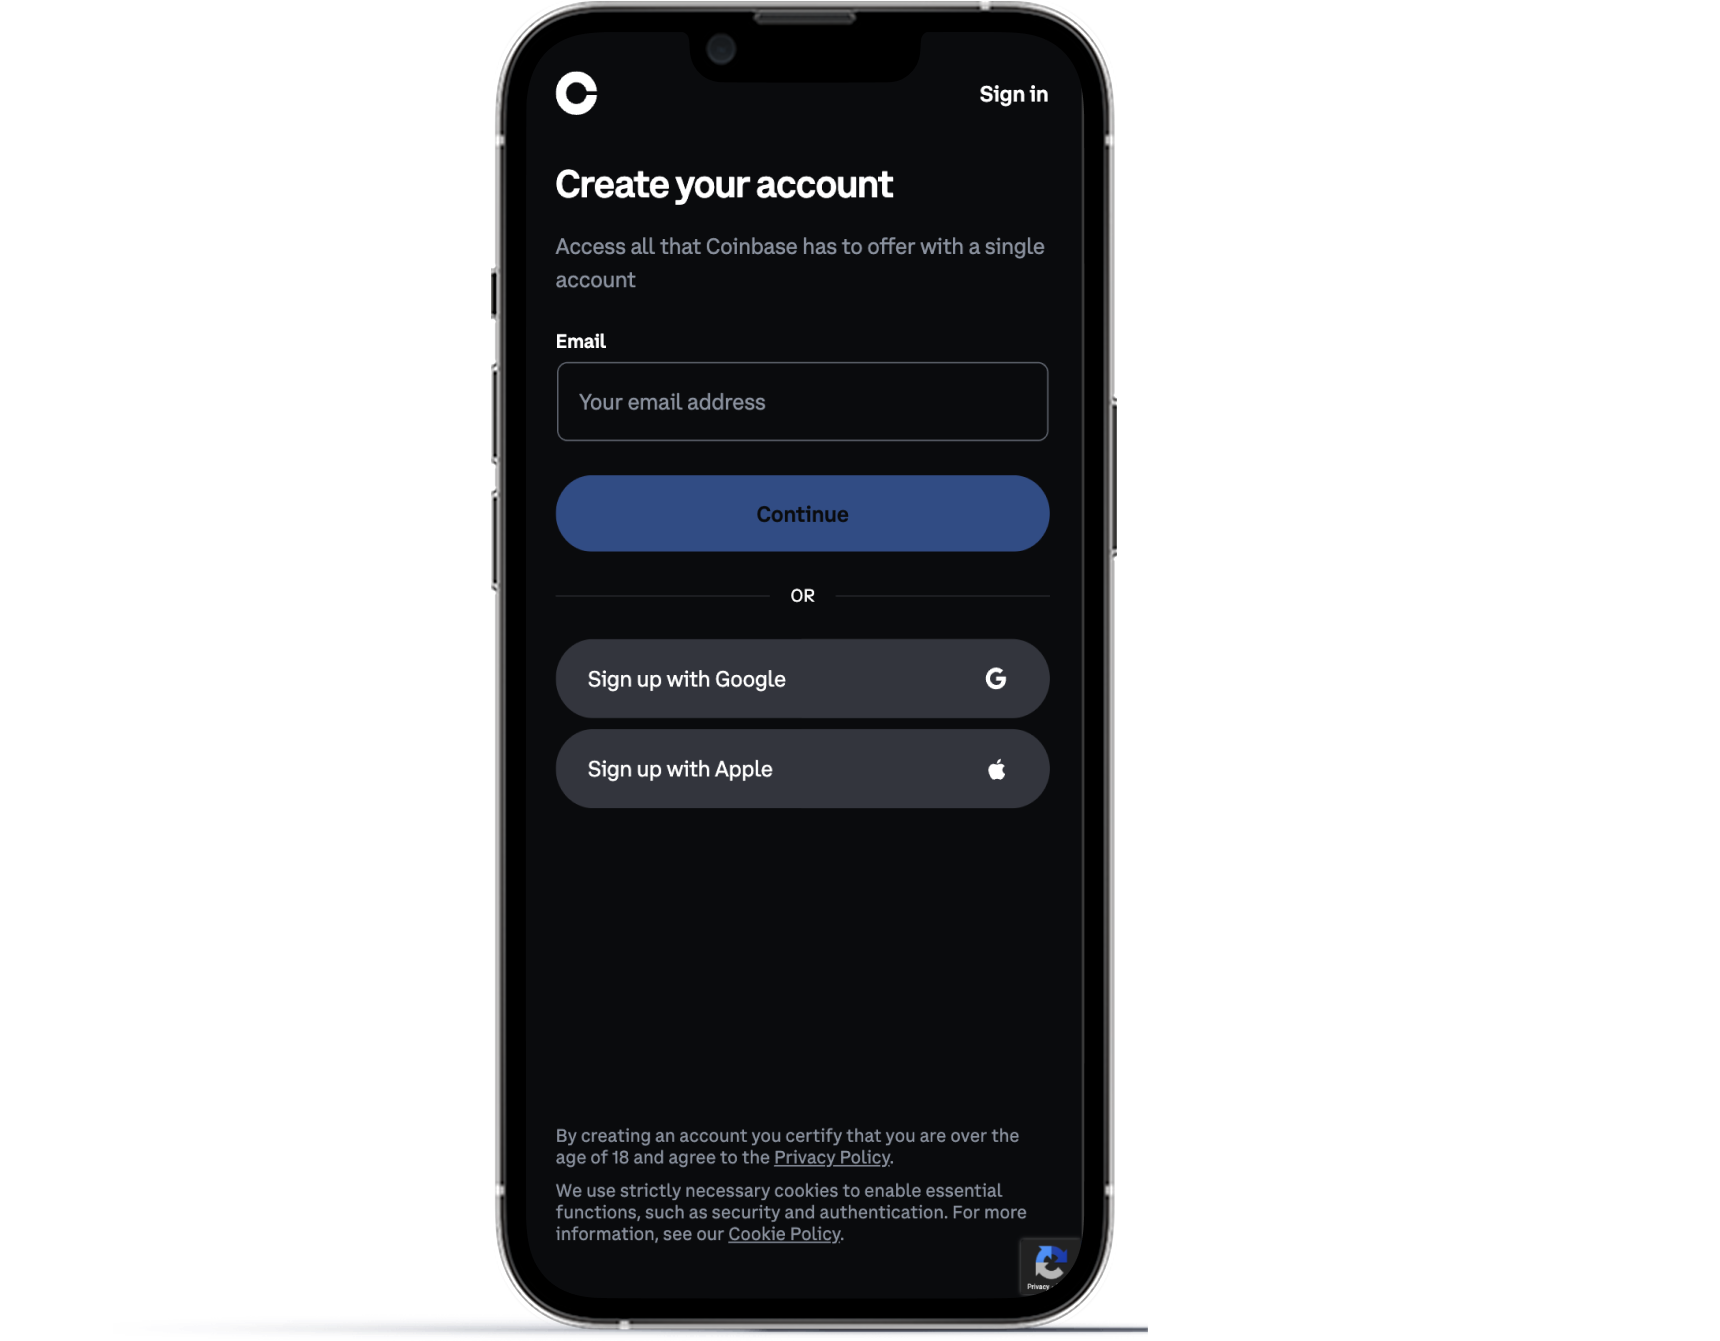 Sign in
Create your account
Access all that Coinbase has to offer with a single
account
Email
Your email address
Continue
OR
Sign up with Google
Sign up with Apple
By creating an account you certify that you are over the
age of 18 and agree to the Privacy Policy.
We use strictly necessary cookies to enable essential
functions, such as security and authentication. For more
information, see our Cookie Policy.
Privacy